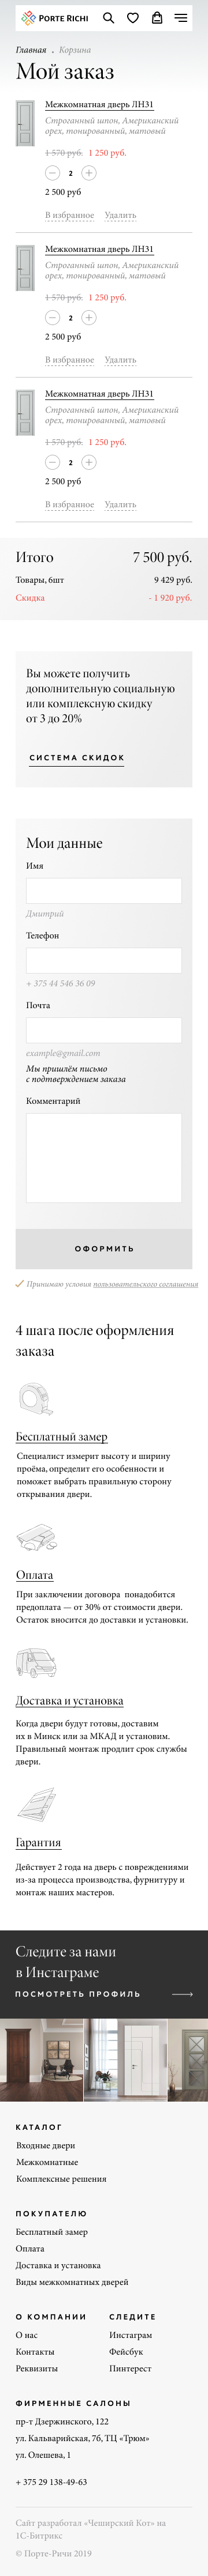 PORTE RICHI
Главная . Корзина
Мой заказ
Межкомнатная дверь ЛН31
Строганный шпон, Американский
орех, тонированный, матовый
1 570 руб. 1 250 руб.
2
2 500 руб
В избранное Удалить
Межкомнатная дверь ЛН31
Строганный шпон, Американский
орех, тонированный, матовый
1 570 руб. 1 250 руб.
2
2 500 руб
В избранное Удалить
Межкомнатная дверь ЛН31
Строганный шпон, Американский
орех, тонированный, матовый
1 570 руб. 1 250 руб.
2
2 500 руб
В избранное Удалить
Итого 7 500 руб.
Товары, 6шт 9 429 руб.
Скидка - 1 920 руб.
Вы можете получить
дополнительную социальную
или комплексную скидку
от 3 до 20%
СИСТЕМА СКИДОК
Мои данные
Имя
Дмитрий
Телефон
+ 375 44 546 36 09
Почта
example@gmail.com
Мы пришлём письмо
с подтверждением заказа
Комментарий
ОФОРМИТЬ
Принимаю условия пользовательского соглашения
4 шага после оформления
заказа
Бесплатный замер
Специалист измерит высоту и ширину
проёма, определит его особенности и
поможет выбрать правильную сторону
открывания двери.
Оплата
При заключении договора понадобится
предоплата — от 30% от стоимости двери.
Остаток вносится до доставки и установки.
Доставка и установка
Когда двери будут готовы, доставим
их в Минск или за МКАД и установим.
Правильный монтаж продлит срок службы
двери.
Гарантия
Действует 2 года на дверь с повреждениями
из-за процесса производства, фурнитуру и
монтаж наших мастеров.
Следите за нами
в Инстаграме
ПОСМОТРЕТЬ ПРОФИЛЬ
КАТАЛОГ
Входные двери
Межкомнатные
Комплексные решения
ПОКУПАТЕЛЮ
Бесплатный замер
Оплата
Доставка и установка
Виды межкомнатных дверей
О КОМПАНИИ СЛЕДИТЕ
О нас Инстаграм
Контакты Фейсбук
Реквизиты Пинтерест
ФИРМЕННЫЕ САЛОНЫ
пр-т Дзержинского, 122
ул. Кальварийская, 7б, ТЦ «Трюм»
ул. Олешева, 1
+ 375 29 138-49-63
Сайт разработал «Чеширский Кот» на
1С-Битрикс
© Порте-Ричи 2019